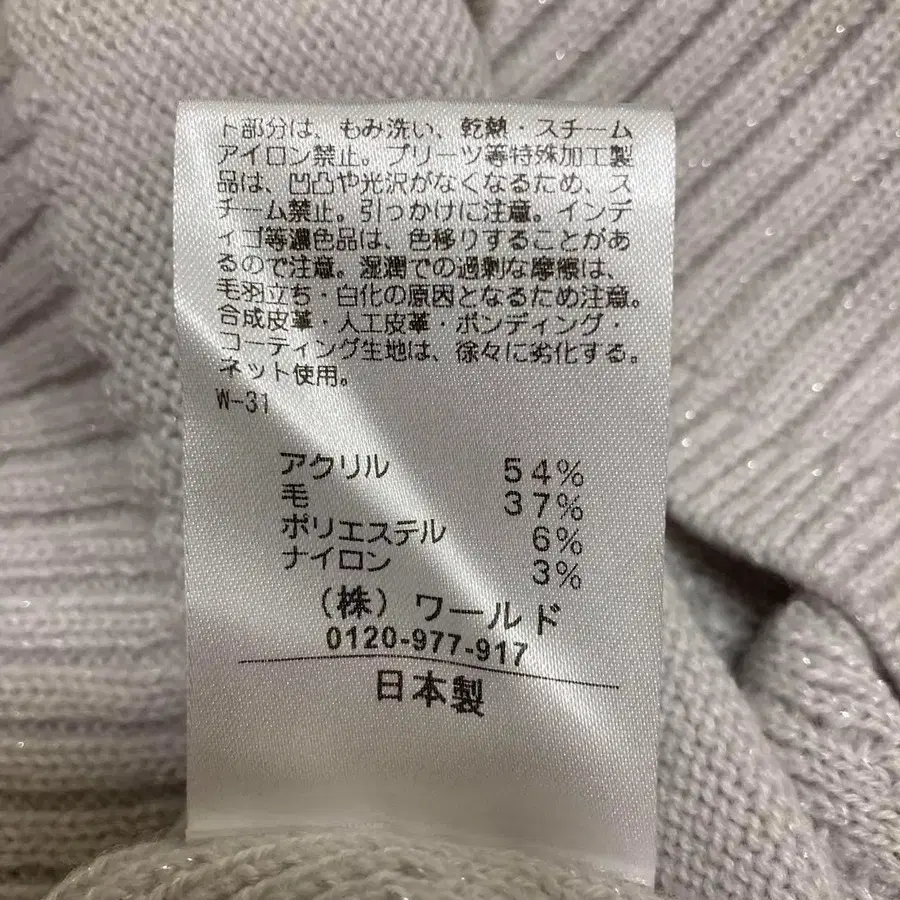 ト部分は、もみ洗い、乾熱・スチーム
アイロン禁止。プリーツ等特殊加工製
品は、凹凸や光沢がなくなるため、ス
チーム禁止。引っかけに注意。インデ
ィゴ等濃色品は、色移りすることがあ
るので注意。湿潤での過剰な摩擦は、
毛羽立ち・白化の原因となるため注意。
合成皮革・人工皮革・ボンディング・
コーティング生地は、徐々に劣化する。
ネット使用。
W-31
アクリル 54%
毛 37%
ポリエステル 6%
ナイロン 3%
(株) ワールド
0120-977-917
日本製